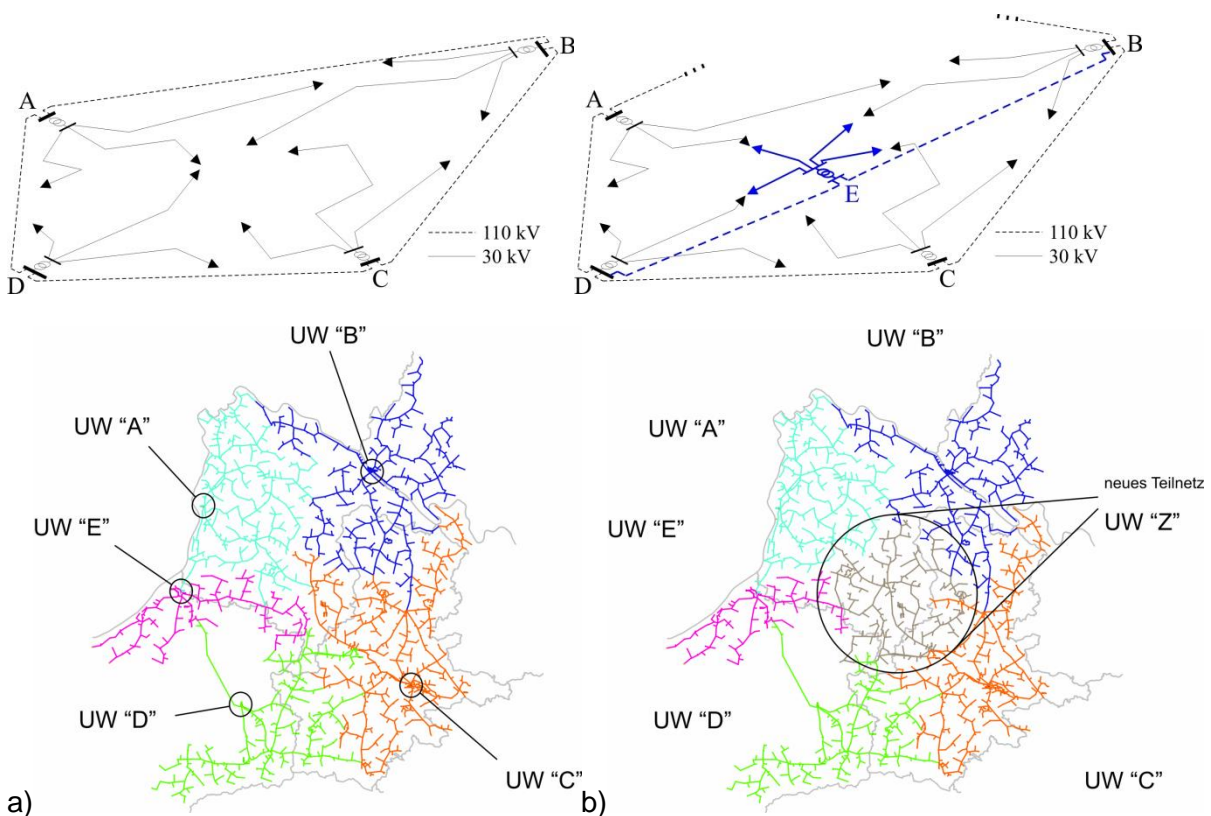 B
A
110 kV
30 kV
D
C
B
A
E
110 kV
30 kV
D
C
UW “B”
UW “A”
UW “E”
UW “D”
UW “C”
a)
UW “B”
UW “A”
neues Teilnetz
UW “Z”
UW “E”
UW “D”
UW “C”
b)